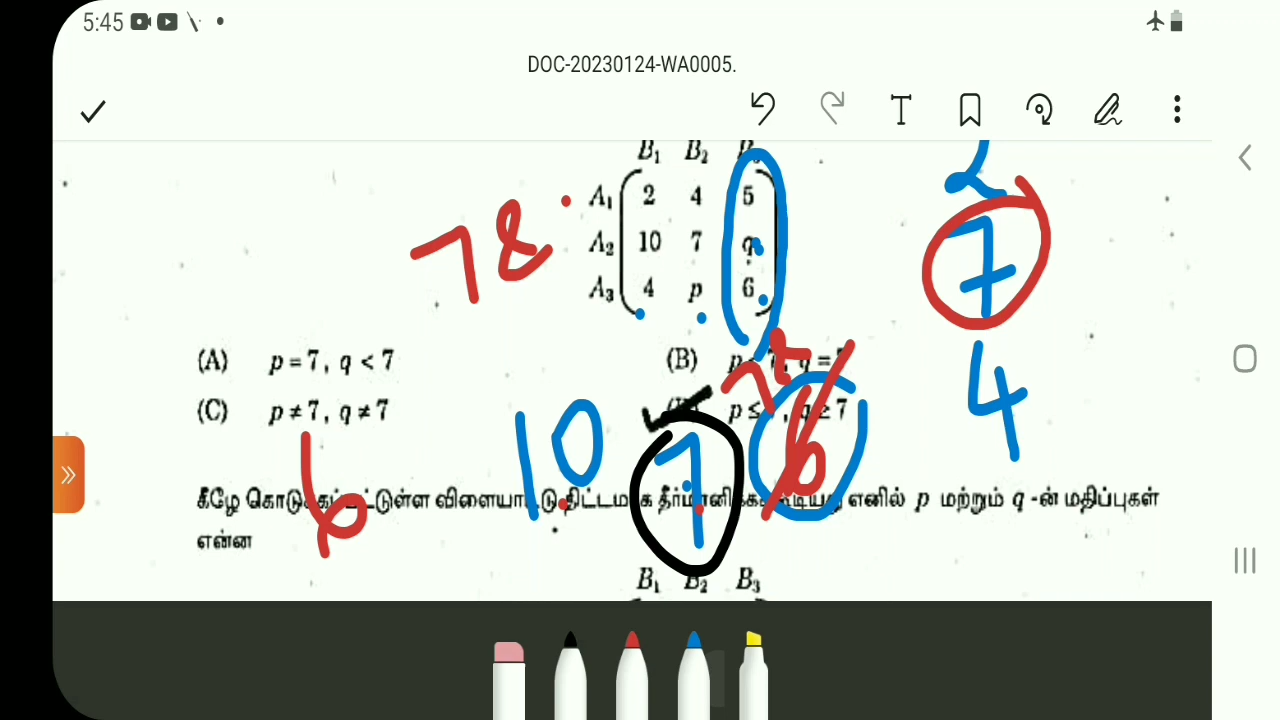 5:45
DOC-20230124-WA0005.
T
B₁ B₂
A₁ 2 4 5 2
78 A₂ 10 7 q 7
A₃ 4 p 6
(A) p = 7 , q < 7 (B) q = 4
(C) p ≠ 7 , q ≠ 7 p ≤ q ≥ 7
6 10 7 6
கீழே தீர்மானிக்க எனில் p மற்றும் q -ன் மதிப்புகள்
என்ன
B₁ B₂ B₃